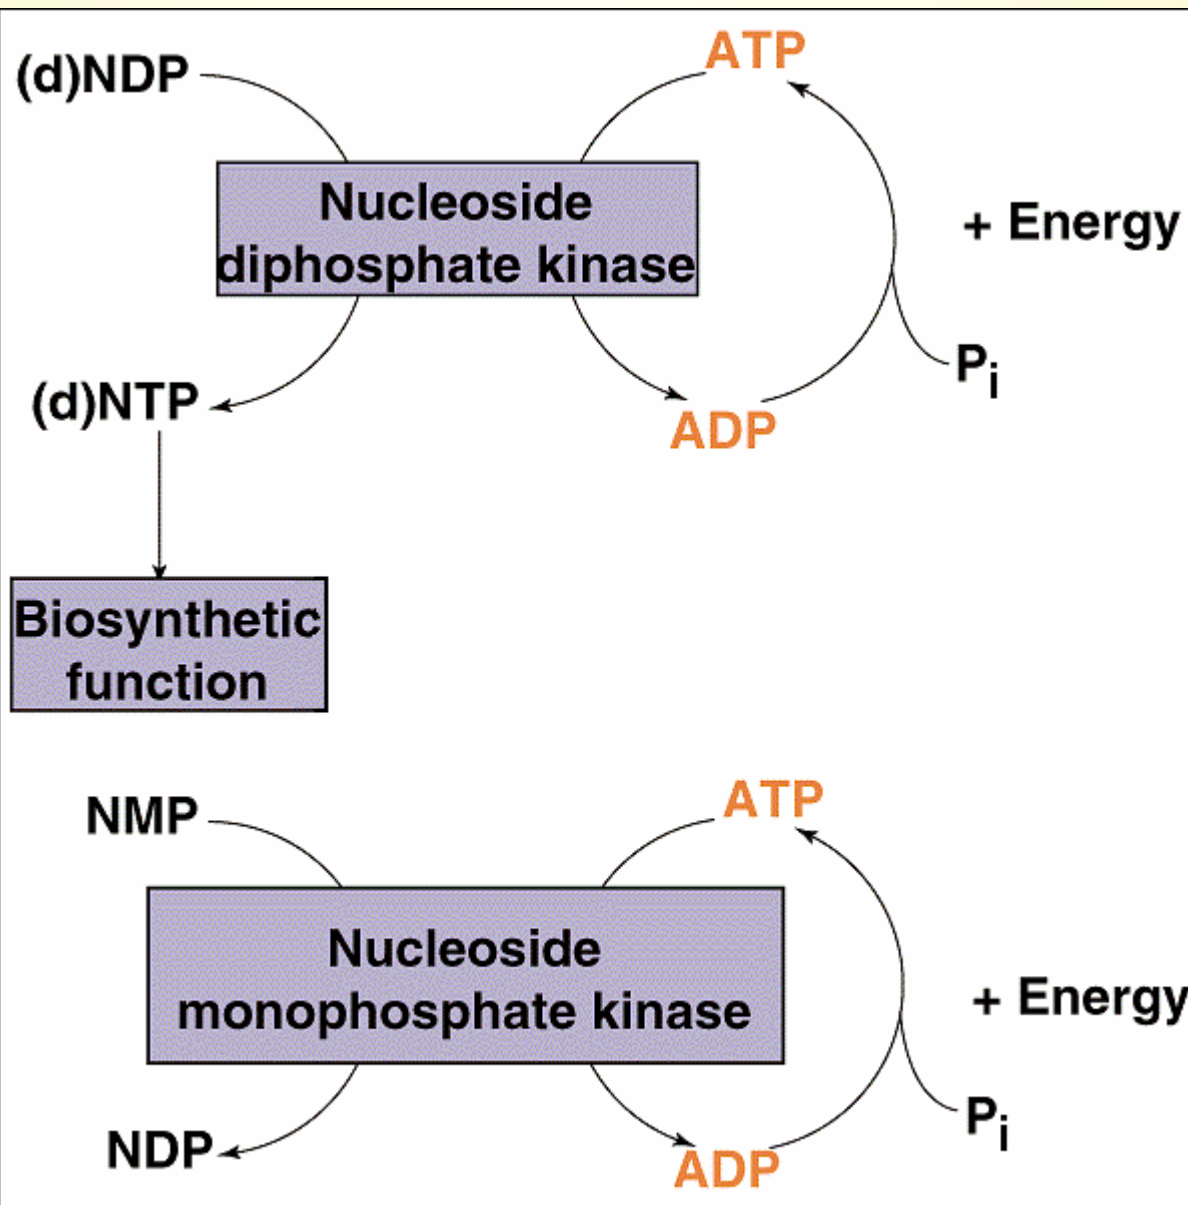 (d)NDP
ATP
Nucleoside
diphosphate kinase
+ Energy
Pi
(d)NTP
ADP
Biosynthetic
function
NMP
ATP
Nucleoside
monophosphate kinase
+ Energy
Pi
NDP
ADP